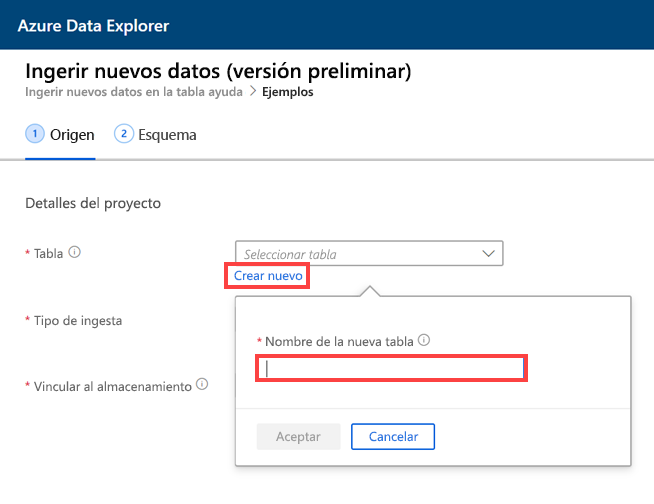 Azure Data Explorer
Ingerir nuevos datos (versión preliminar)
Ingerir nuevos datos en la tabla ayuda > Ejemplos
1 Origen 2 Esquema
Detalles del proyecto
* Tabla Seleccionar tabla
Crear nuevo
* Tipo de ingesta
* Nombre de la nueva tabla
* Vincular al almacenamiento
Aceptar Cancelar